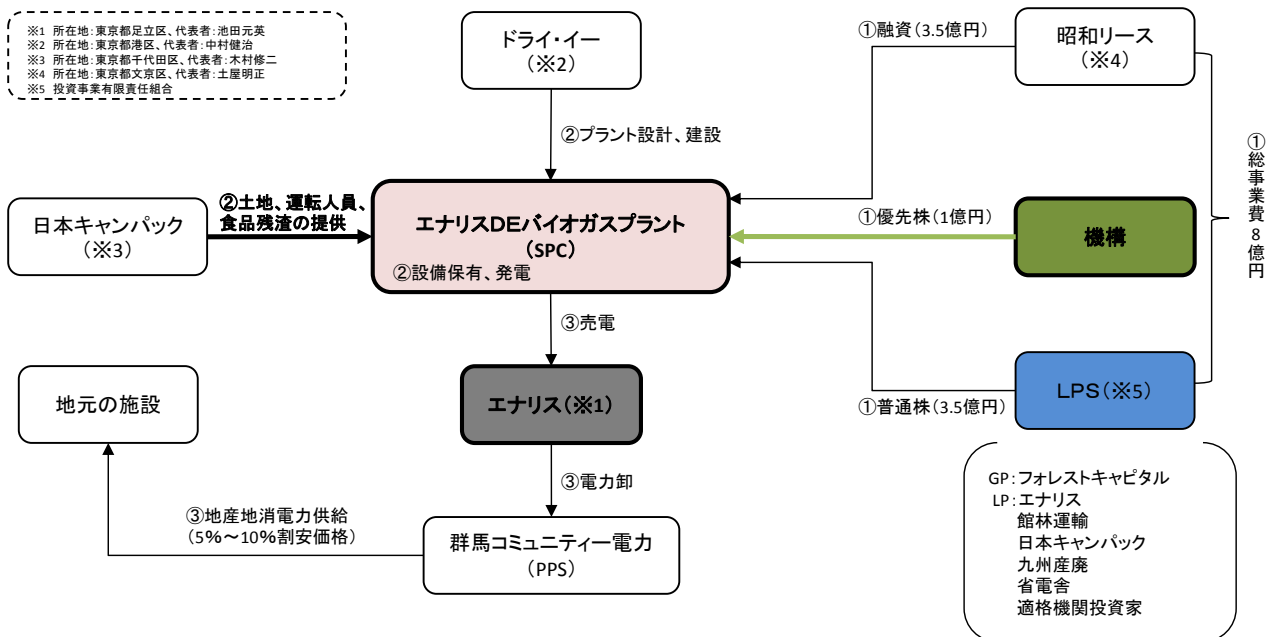 ※1 所在地:東京都足立区、代表者:池田元英
※2 所在地:東京都港区、代表者:中村健治
※3 所在地:東京都千代田区、代表者:木村修二
※4 所在地:東京都文京区、代表者:土屋明正
※5 投資事業有限責任組合
ドライ・イー
(※2)
①融資(3.5億円)
昭和リース
(※4)
②プラント設計、建設
①総事業費8億円
日本キャンパック
(※3)
②土地、運転人員、
食品残渣の提供
エナリスDEバイオガスプラント
(SPC)
②設備保有、発電
①優先株(1億円)
機構
③売電
地元の施設
エナリス(※1)
①普通株(3.5億円)
LPS(※5)
③電力卸
③地産地消電力供給
(5%~10%割安価格)
群馬コミュニティー電力
(PPS)
GP:フォレストキャピタル
LP:エナリス
館林運輸
日本キャンパック
九州産廃
省電舎
適格機関投資家